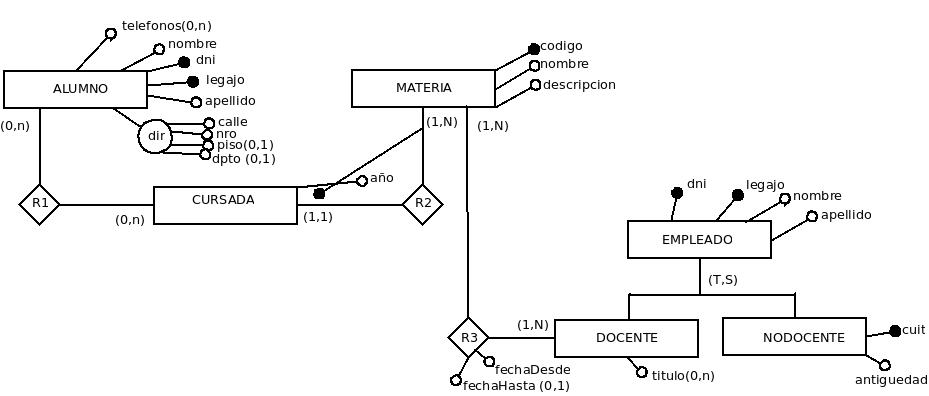 telefonos(0,n)
nombre
dni
ALUMNO
legajo
apellido
(0,n)
dir
calle
nro
piso(0,1)
dpto (0,1)
codigo
nombre
MATERIA
descripcion
(1,N)
(1,N)
año
R1
CURSADA
R2
(0,n)
(1,1)
dni
legajo
nombre
apellido
EMPLEADO
(T,S)
(1,N)
R3
DOCENTE
NODOCENTE
cuit
fechaDesde
fechaHasta (0,1)
titulo(0,n)
antiguedad